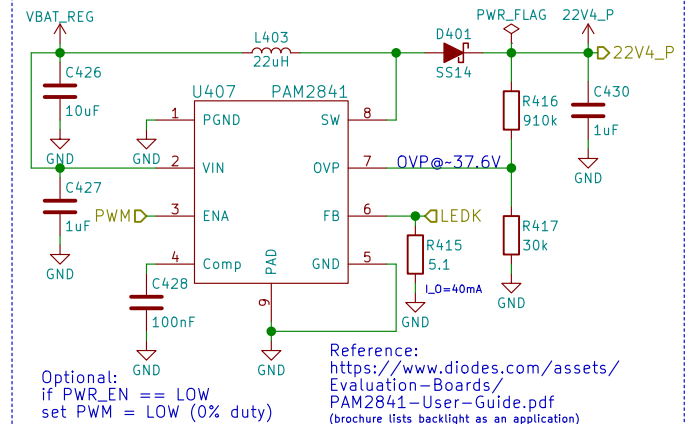 VBAT_REG
PWR_FLAG
22V4_P
L403
22uH
D401
SS14
22V4_P
C426
10uF
GND
U407
PAM2841
R416
910k
C430
1uF
GND
1
PGND
SW
8
GND
2
VIN
OVP
7
OVP@~37.6V
C427
1uF
GND
PWM
3
ENA
FB
6
LEDK
R417
30k
GND
4
Comp
PAD
GND
5
R415
5.1
I_O=40mA
GND
9
C428
100nF
GND
GND
Optional:
if PWR_EN == LOW
set PWM = LOW (0% duty)
Reference:
https://www.diodes.com/assets/
Evaluation-Boards/
PAM2841-User-Guide.pdf
(brochure lists backlight as an application)